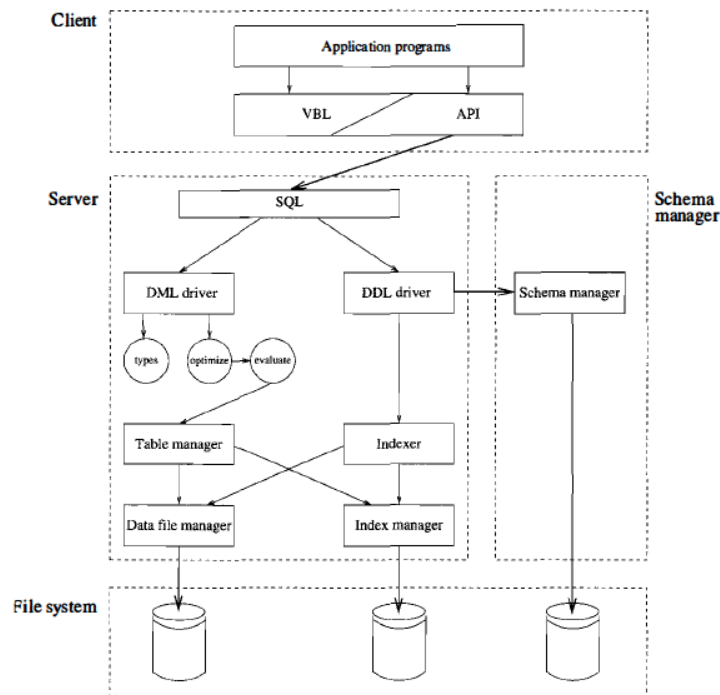 Client
Application programs
VBL
API
Server
SQL
Schema
manager
DML driver
DDL driver
Schema manager
types
optimize
evaluate
Table manager
Indexer
Data file manager
Index manager
File system